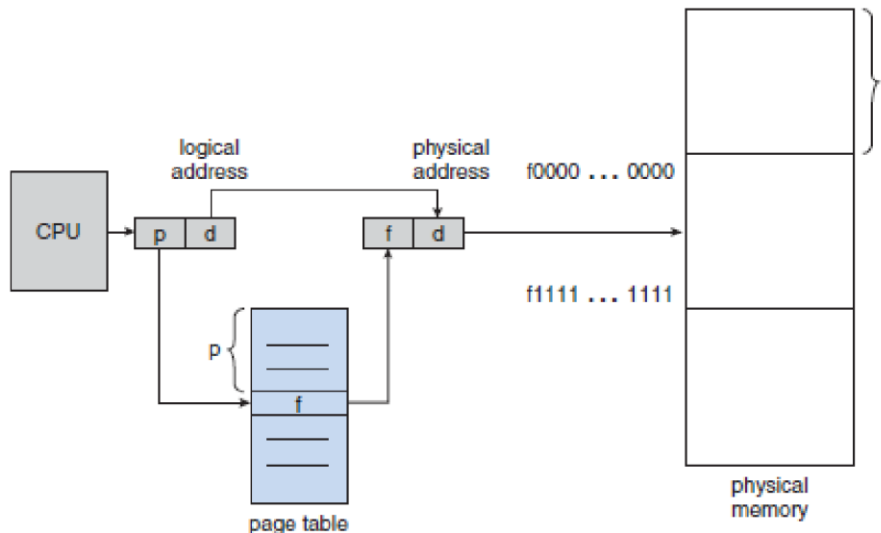 logical
address
physical
address
f0000 ... 0000
CPU
p
d
f
d
f1111 ... 1111
p
f
page table
physical
memory